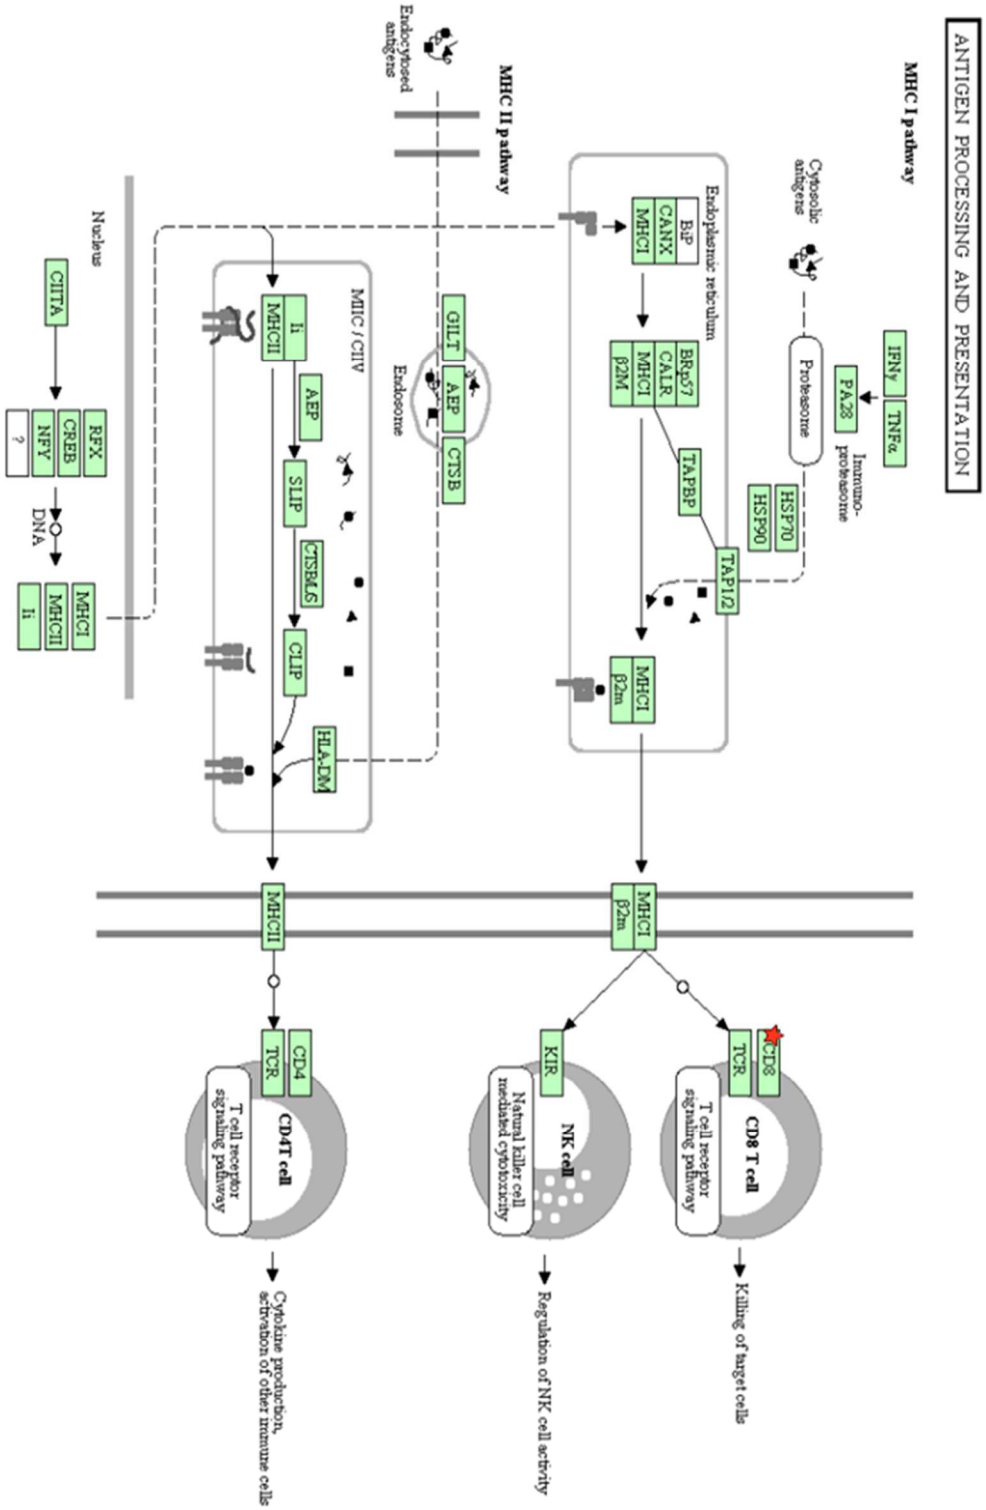 ANTIGEN PROCESSING AND PRESENTATION
MHC I pathway
Cytosolic
antigens
Proteasome
IFNγ
TNFα
PA28
Immuno-
proteasome
HSP70
HSP90
Endoplasmic reticulum
BiP
CANX
MHCI
BRp57
CALR
MHCI
β2M
TAPBP
TAP1/2
MHCI
β2m
MHCI
β2m
CD8
TCR
CD8 T cell
T cell receptor
signaling pathway
Killing of target cells
KIR
NK cell
Natural killer cell
mediated cytotoxicity
Regulation of NK cell activity
MHC II pathway
Endocytosed
antigens
GILT
AEP
CTSB
Endosome
MIIC / CIIV
Ii
MHCII
AEP
SLIP
CTSB/L/S
CLIP
HLA-DM
MHCII
CD4
TCR
CD4T cell
T cell receptor
signaling pathway
Cytokine production,
activation of other immune cells
Nucleus
CIITA
RFX
CREB
NFY
?
DNA
MHCI
MHCII
Ii